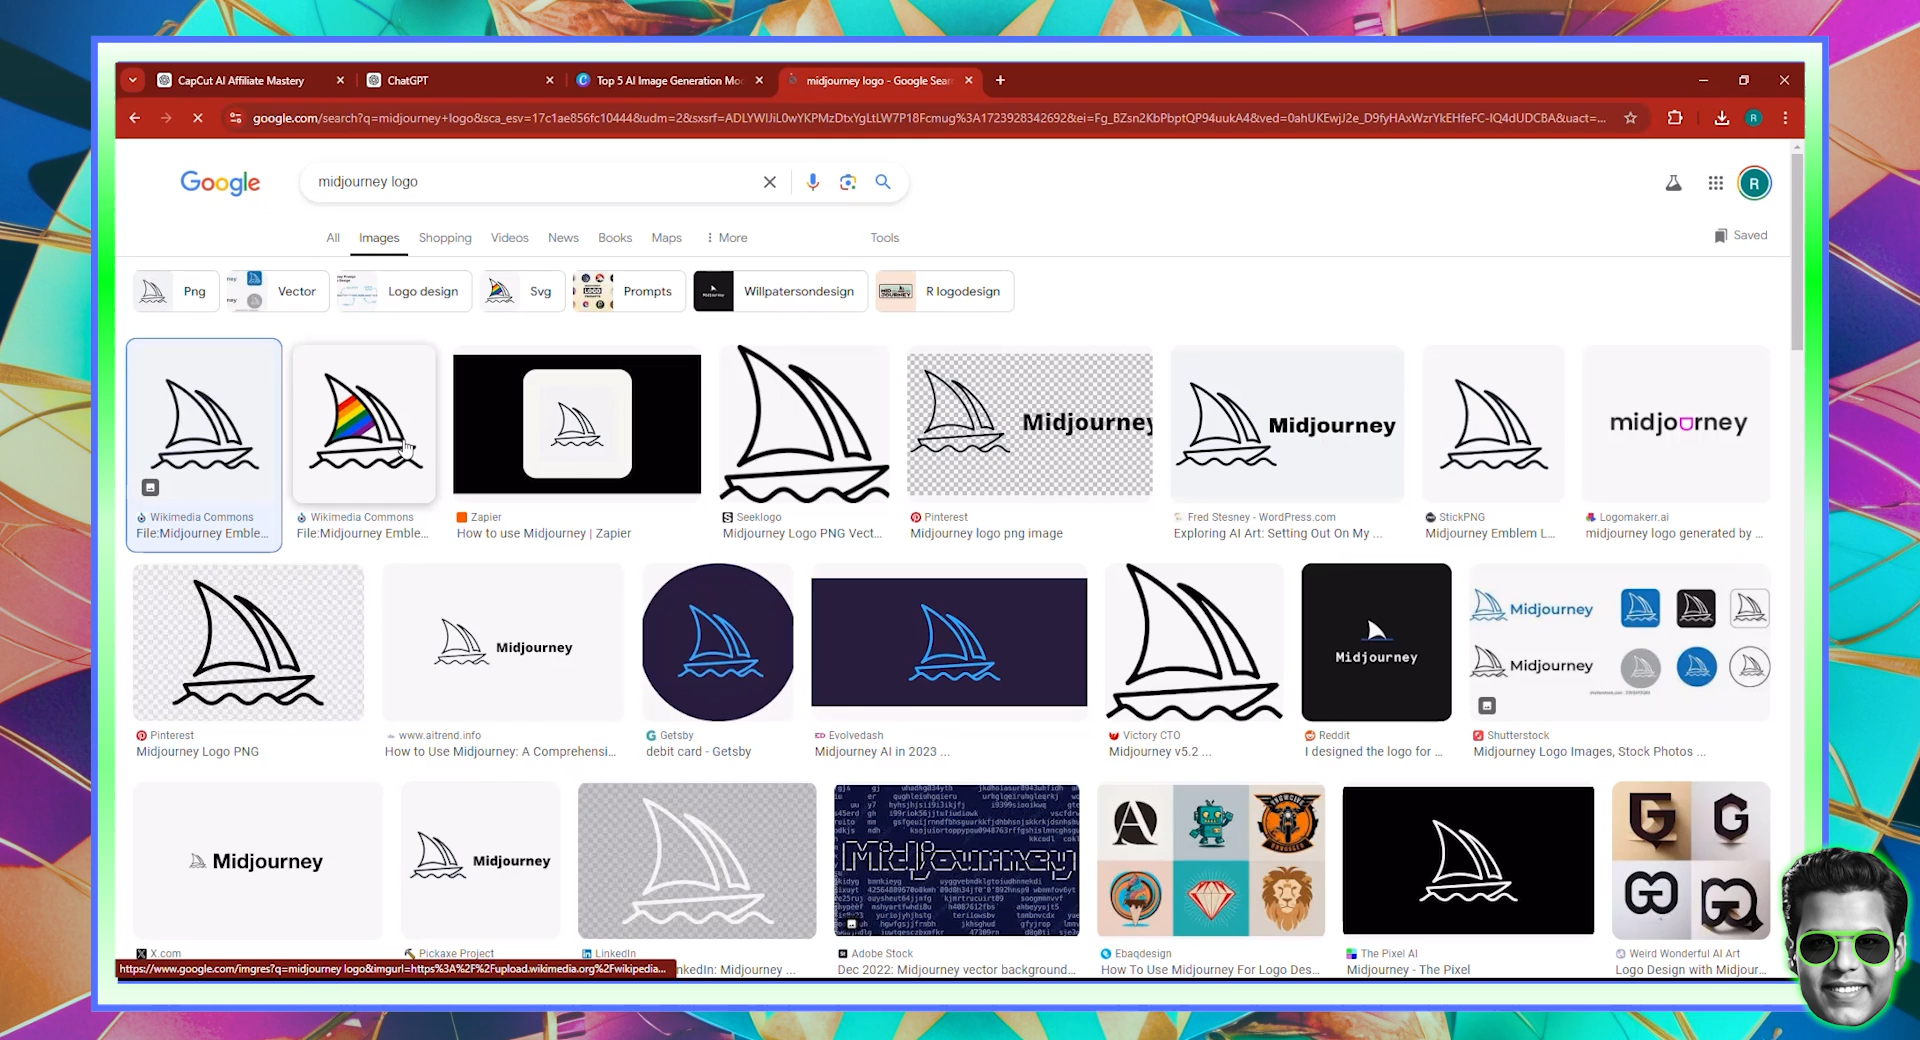 CapCut AI Affiliate Mastery
ChatGPT
Top 5 AI Image Generation Mo
midjourney logo - Google Sear
google.com/search?q=midjourney+logo&sca_esv=17c1ae856fc10444&udm=2&sxsrf=ADLYWIJiL0wYKPMzDtxYgLtLW7P18Fcmug%3A1723928342692&ei=Fg_BZsn2KbPbptQP94uukA4&ved=0ahUKEwjJ2e_D9fyHAxWzrYkEHfeFC-IQ4dUDCBA&uact=...
R
Google
midjourney logo
R
All
Images
Shopping
Videos
News
Books
Maps
More
Tools
Saved
Png
Vector
Logo design
Svg
Prompts
Willpatersondesign
R logodesign
Midjourney
Midjourney
midjourney
Wikimedia Commons
File:Midjourney Emble...
Wikimedia Commons
File:Midjourney Emble...
Zapier
How to use Midjourney | Zapier
Seeklogo
Midjourney Logo PNG Vect...
Pinterest
Midjourney logo png image
Fred Stesney - WordPress.com
Exploring AI Art: Setting Out On My ...
StickPNG
Midjourney Emblem L...
Logomakerr.ai
midjourney logo generated by ...
Midjourney
Midjourney
Midjourney
Midjourney
Pinterest
Midjourney Logo PNG
www.aitrend.info
How to Use Midjourney: A Comprehensi...
Getsby
debit card - Getsby
Evolvedash
Midjourney AI in 2023 ...
Victory CTO
Midjourney v5.2 ...
Reddit
I designed the logo for ...
Shutterstock
Midjourney Logo Images, Stock Photos ...
Midjourney
Midjourney
Midjourney
X.com
Pickaxe Project
LinkedIn
nkedIn: Midjourney ...
Adobe Stock
Dec 2022: Midjourney vector background...
Ebaqdesign
How To Use Midjourney For Logo Des...
The Pixel AI
Midjourney - The Pixel
Weird Wonderful AI Art
Logo Design with Midjour...
https://www.google.com/imgres?q=midjourney logo&imgurl=https%3A%2F%2Fupload.wikimedia.org%2Fwikipedia...